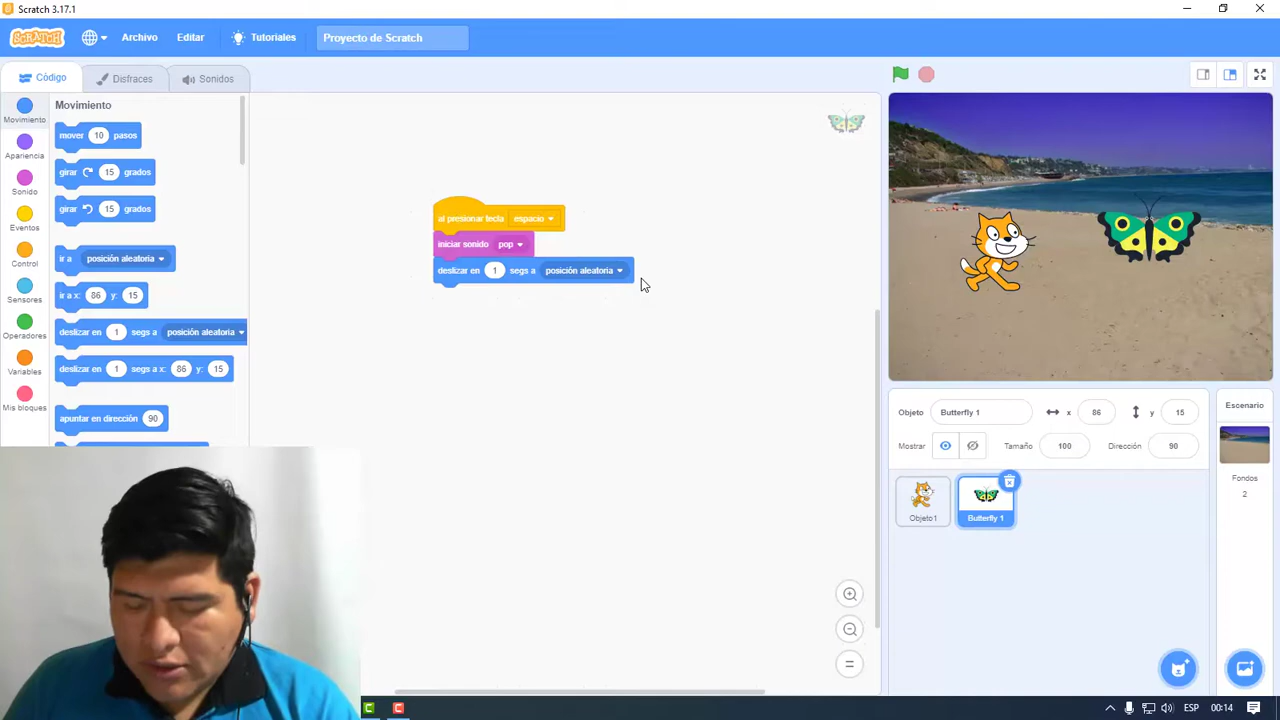 Scratch 3.17.1
SCRATCH
Archivo
Editar
Tutoriales
Proyecto de Scratch
Código
Disfraces
Sonidos
Movimiento
Apariencia
Sonido
Eventos
Control
Sensores
Operadores
Variables
Mis bloques
Movimiento
mover 10 pasos
girar 15 grados
girar 15 grados
ir a posición aleatoria
ir a x: 86 y: 15
deslizar en 1 segs a posición aleatoria
deslizar en 1 segs a x: 86 y: 15
apuntar en dirección 90
al presionar tecla espacio
iniciar sonido pop
deslizar en 1 segs a posición aleatoria
Objeto Butterfly 1 x 86 y 15
Mostrar Tamaño 100 Dirección 90
Objeto1
Butterfly 1
Escenario
Fondos
2
ESP 00:14